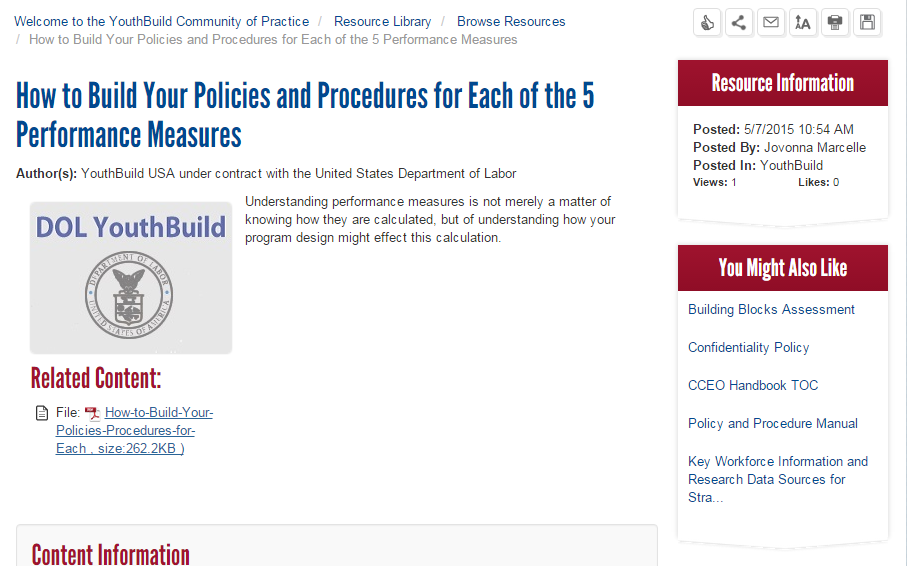 Welcome to the YouthBuild Community of Practice / Resource Library / Browse Resources
/ How to Build Your Policies and Procedures for Each of the 5 Performance Measures
How to Build Your Policies and Procedures for Each of the 5
Performance Measures
Author(s): YouthBuild USA under contract with the United States Department of Labor
DOL YouthBuild
DEPARTMENT OF LABOR
UNITED STATES OF AMERICA
Understanding performance measures is not merely a matter of
knowing how they are calculated, but of understanding how your
program design might effect this calculation.
Related Content:
File: How-to-Build-Your-
Policies-Procedures-for-
Each , size:262.2KB )
Content Information
A
Resource Information
Posted: 5/7/2015 10:54 AM
Posted By: Jovonna Marcelle
Posted In: YouthBuild
Views: 1 Likes: 0
You Might Also Like
Building Blocks Assessment
Confidentiality Policy
CCEO Handbook TOC
Policy and Procedure Manual
Key Workforce Information and
Research Data Sources for
Stra...